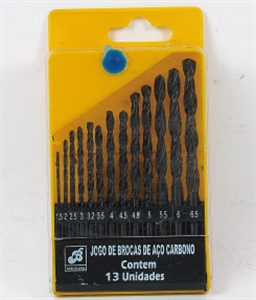 1.5 2 2.5 3 3.2 3.5 4 4.5 4.8 5 5.5 6 6.5
B
JOGO DE BROCAS DE AÇO CARBONO
Contem
13 Unidades